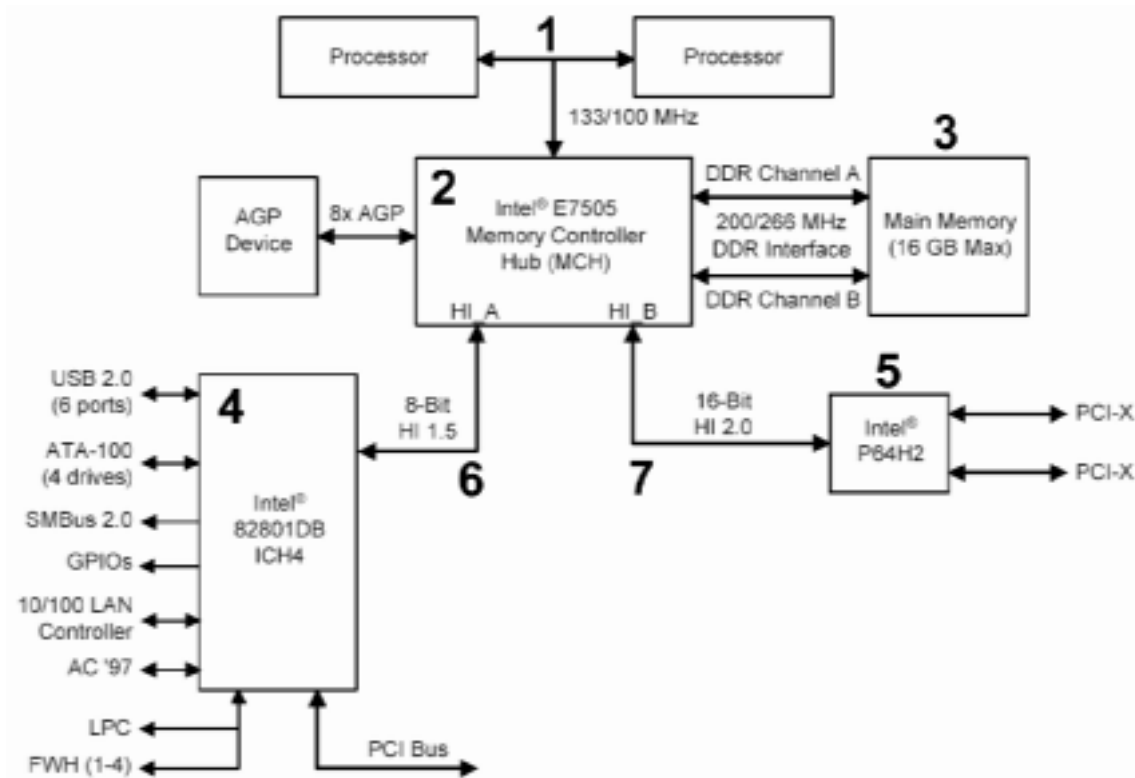 1
Processor
Processor
133/100 MHz
3
2
Intel® E7505
Memory Controller
Hub (MCH)
HI_A
HI_B
AGP
Device
8x AGP
DDR Channel A
200/266 MHz
DDR Interface
DDR Channel B
Main Memory
(16 GB Max)
4
Intel®
82801DB
ICH4
8-Bit
HI 1.5
6
16-Bit
HI 2.0
7
5
Intel®
P64H2
PCI-X
PCI-X
USB 2.0
(6 ports)
ATA-100
(4 drives)
SMBus 2.0
GPIOs
10/100 LAN
Controller
AC '97
LPC
FWH (1-4)
PCI Bus